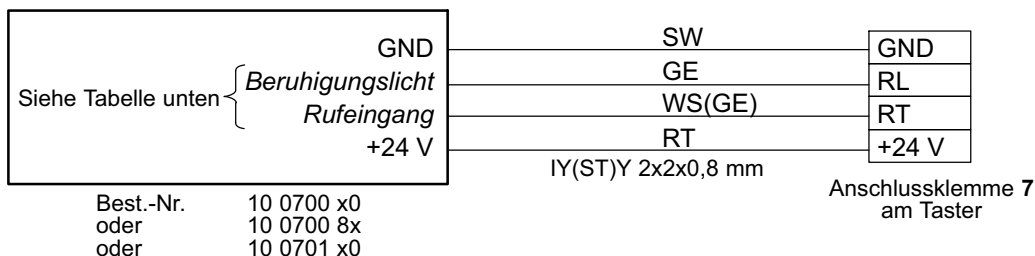 GND SW GND
Beruhigungslicht GE RL
Siehe Tabelle unten
Rufeingang WS(GE) RT
+24 V RT +24 V
IY(ST)Y 2x2x0,8 mm
Best.-Nr. 10 0700 x0
oder 10 0700 8x
oder 10 0701 x0
Anschlussklemme 7
am Taster